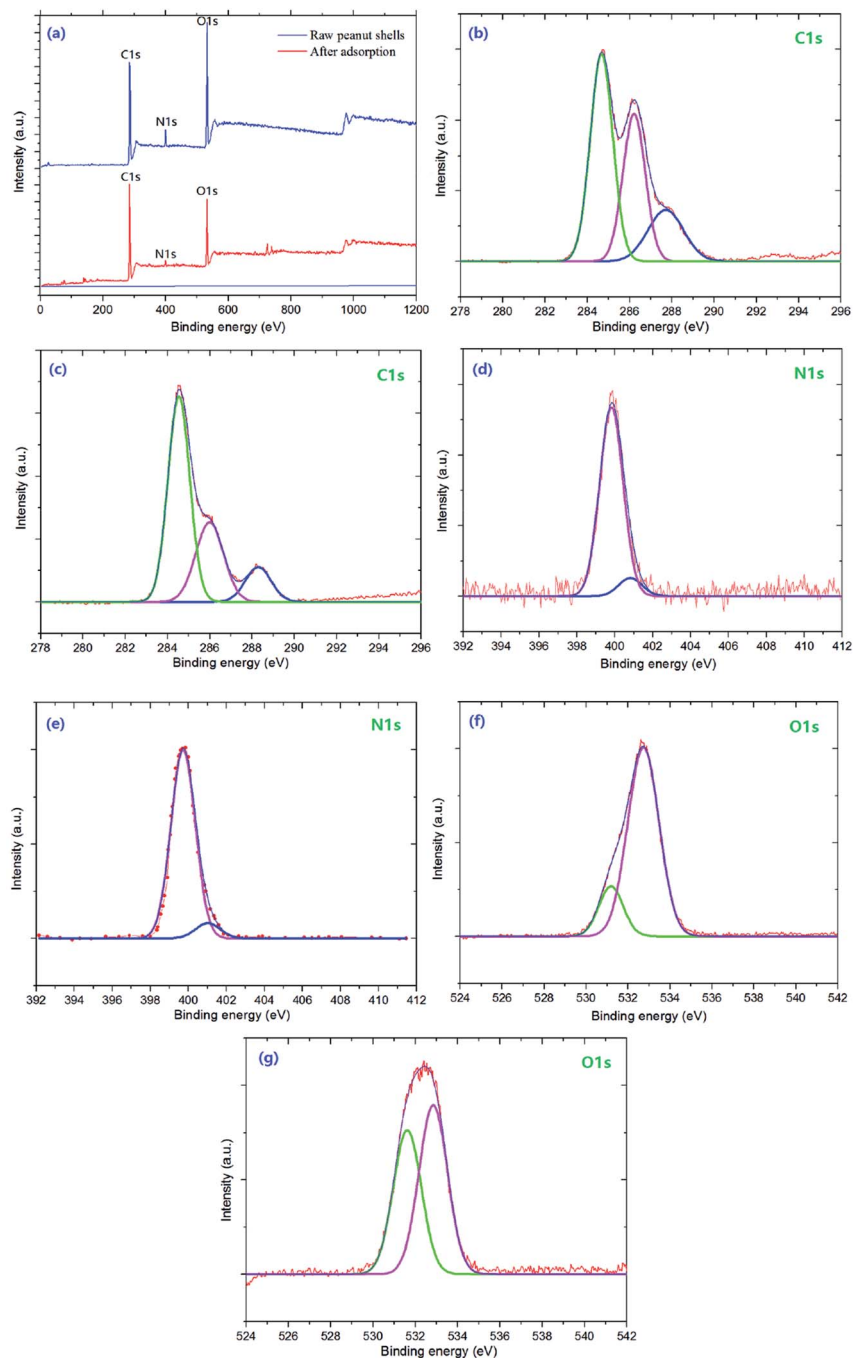 (a)
O1s
Raw peanut shells
After adsorption
C1s
N1s
C1s
O1s
N1s
Intensity (a.u.)
0 200 400 600 800 1000 1200
Binding energy (eV)
(b)
C1s
Intensity (a.u.)
278 280 282 284 286 288 290 292 294 296
Binding energy (eV)
(c)
C1s
Intensity (a.u.)
278 280 282 284 286 288 290 292 294 296
Binding energy (eV)
(d)
N1s
Intensity (a.u.)
392 394 396 398 400 402 404 406 408 410 412
Binding energy (eV)
(e)
N1s
Intensity (a.u.)
392 394 396 398 400 402 404 406 408 410 412
Binding energy (eV)
(f)
O1s
Intensity (a.u.)
524 526 528 530 532 534 536 538 540 542
Binding energy (eV)
(g)
O1s
Intensity (a.u.)
524 526 528 530 532 534 536 538 540 542
Binding energy (eV)